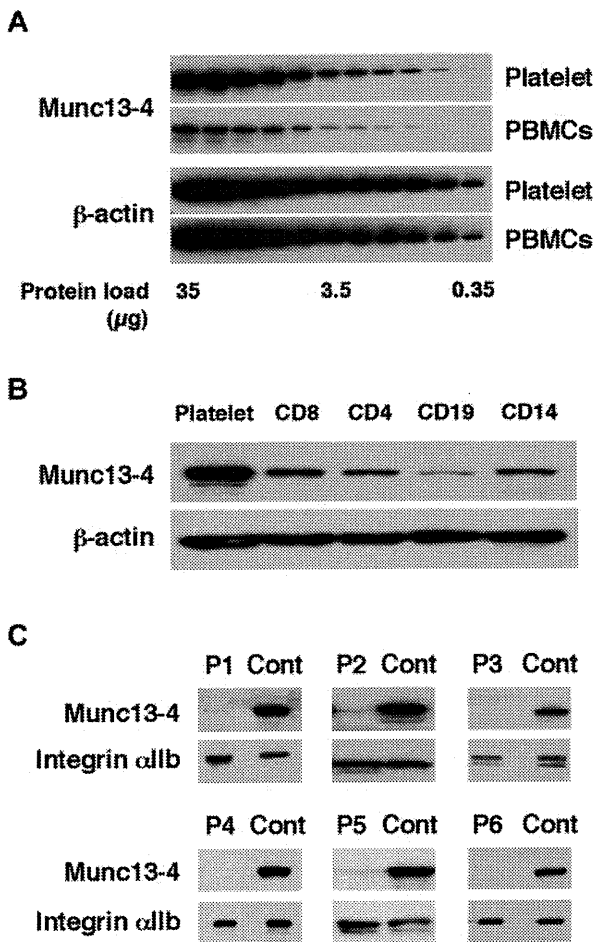 A
Munc13-4
Platelet
PBMCs
β-actin
Platelet
PBMCs
Protein load (µg)
35 3.5 0.35
B
Platelet CD8 CD4 CD19 CD14
Munc13-4
β-actin
C
P1 Cont P2 Cont P3 Cont
Munc13-4
Integrin αIIb
P4 Cont P5 Cont P6 Cont
Munc13-4
Integrin αIIb